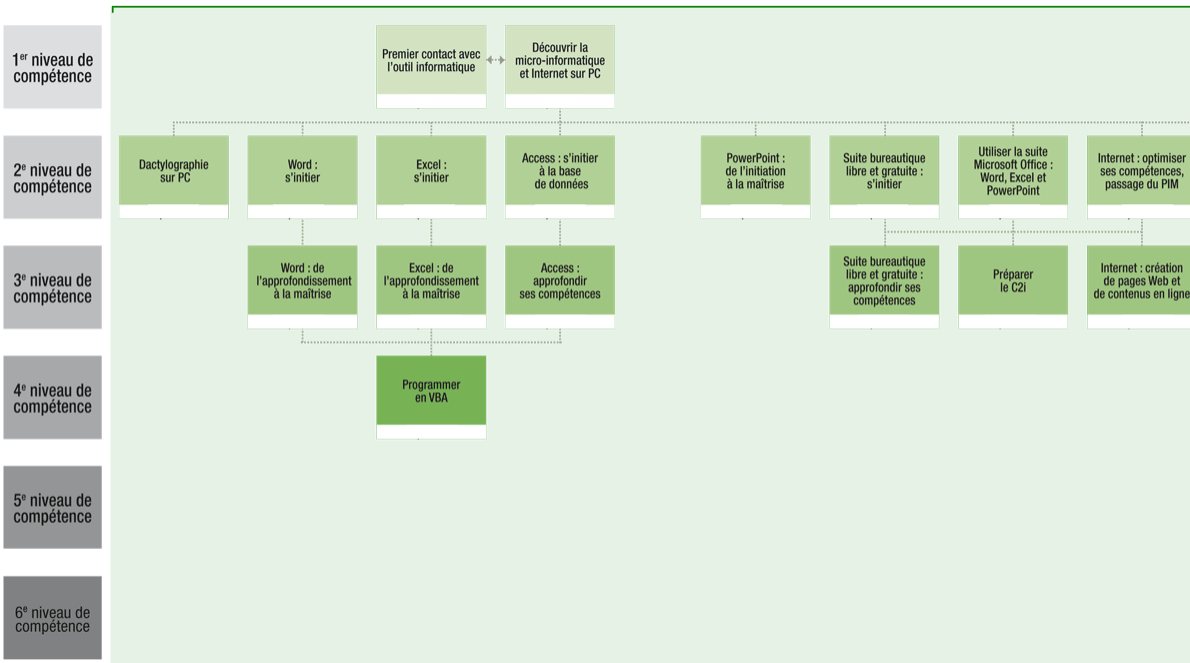 1er niveau de
compétence
Premier contact avec
l'outil informatique
Découvrir la
micro-informatique
et Internet sur PC
2e niveau de
compétence
Dactylographie
sur PC
Word :
s'initier
Excel :
s'initier
Access : s'initier
à la base
de données
PowerPoint :
de l'initiation
à la maîtrise
Suite bureautique
libre et gratuite :
s'initier
Utiliser la suite
Microsoft Office :
Word, Excel et
PowerPoint
Internet : optimiser
ses compétences,
passage du PIM
3e niveau de
compétence
Word : de
l'approfondissement
à la maîtrise
Excel : de
l'approfondissement
à la maîtrise
Access :
approfondir
ses compétences
Suite bureautique
libre et gratuite :
approfondir ses
compétences
Préparer
le C2i
Internet : création
de pages Web et
de contenus en ligne
4e niveau de
compétence
Programmer
en VBA
5e niveau de
compétence
6e niveau de
compétence